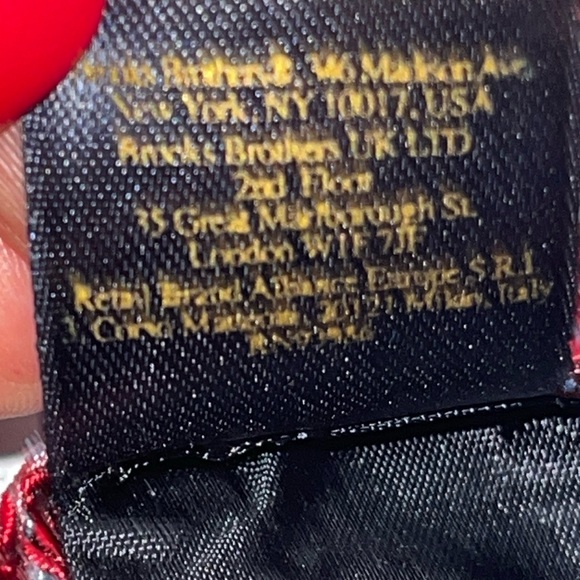 Brooks Brothers®, 346 Madison Ave
New York, NY 10017, USA
Brooks Brothers UK LTD
2nd Floor
35 Great Marlborough St.
London W1F 7JF
Retail Brand Alliance Europe S.R.L
Corso 20121 Italy